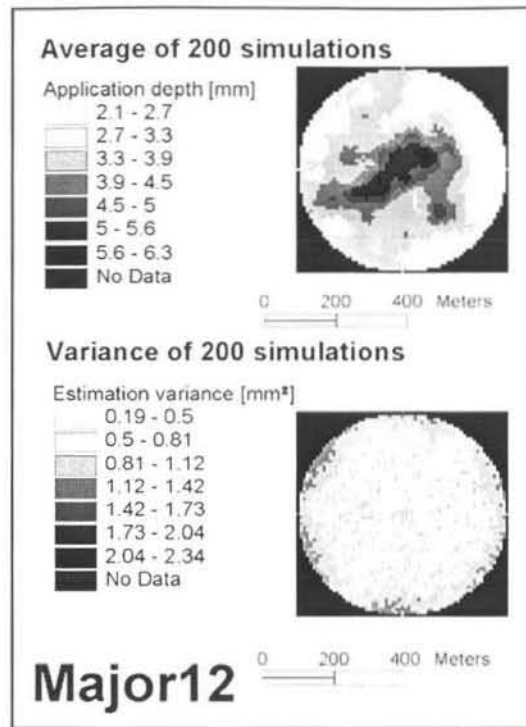 Average of 200 simulations
Application depth [mm]
2.1 - 2.7
2.7 - 3.3
3.3 - 3.9
3.9 - 4.5
4.5 - 5
5 - 5.6
5.6 - 6.3
No Data
0 200 400 Meters
Variance of 200 simulations
Estimation variance [mm²]
0.19 - 0.5
0.5 - 0.81
0.81 - 1.12
1.12 - 1.42
1.42 - 1.73
1.73 - 2.04
2.04 - 2.34
No Data
0 200 400 Meters
Major12